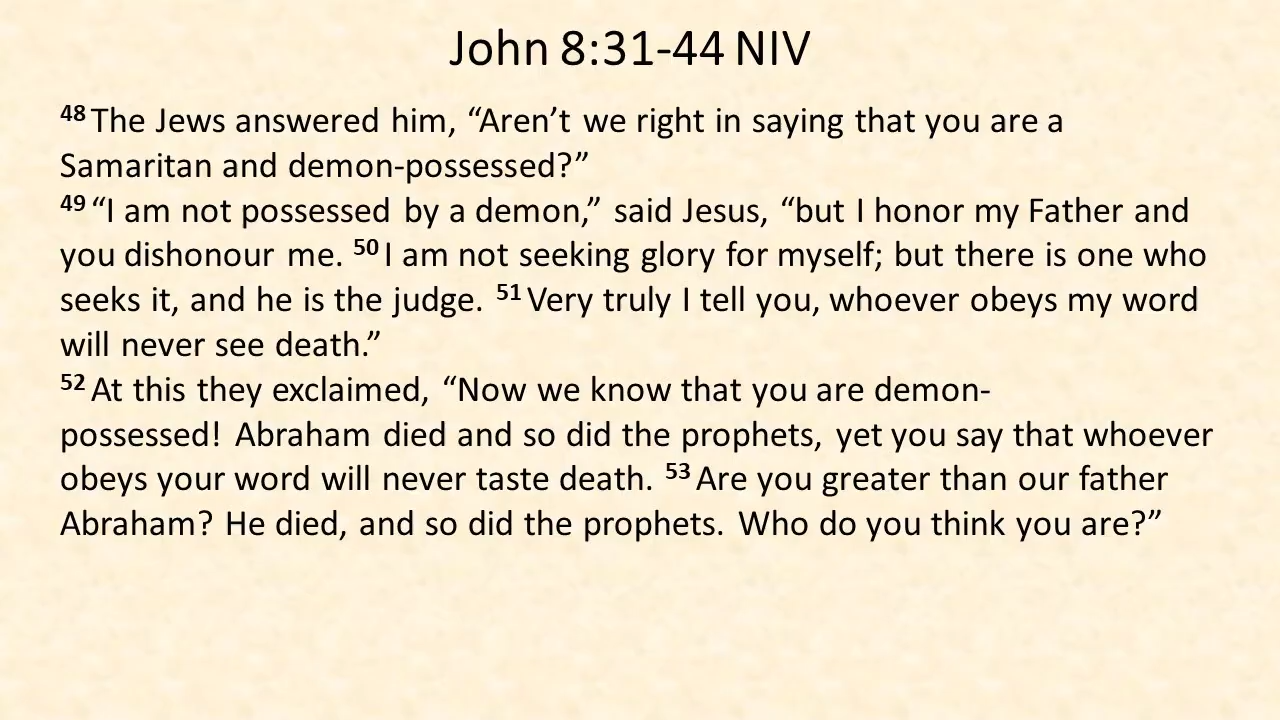 John 8:31-44 NIV
48 The Jews answered him, “Aren’t we right in saying that you are a
Samaritan and demon-possessed?”
49 “I am not possessed by a demon,” said Jesus, “but I honor my Father and
you dishonour me. 50 I am not seeking glory for myself; but there is one who
seeks it, and he is the judge. 51 Very truly I tell you, whoever obeys my word
will never see death.”
52 At this they exclaimed, “Now we know that you are demon-
possessed! Abraham died and so did the prophets, yet you say that whoever
obeys your word will never taste death. 53 Are you greater than our father
Abraham? He died, and so did the prophets. Who do you think you are?”